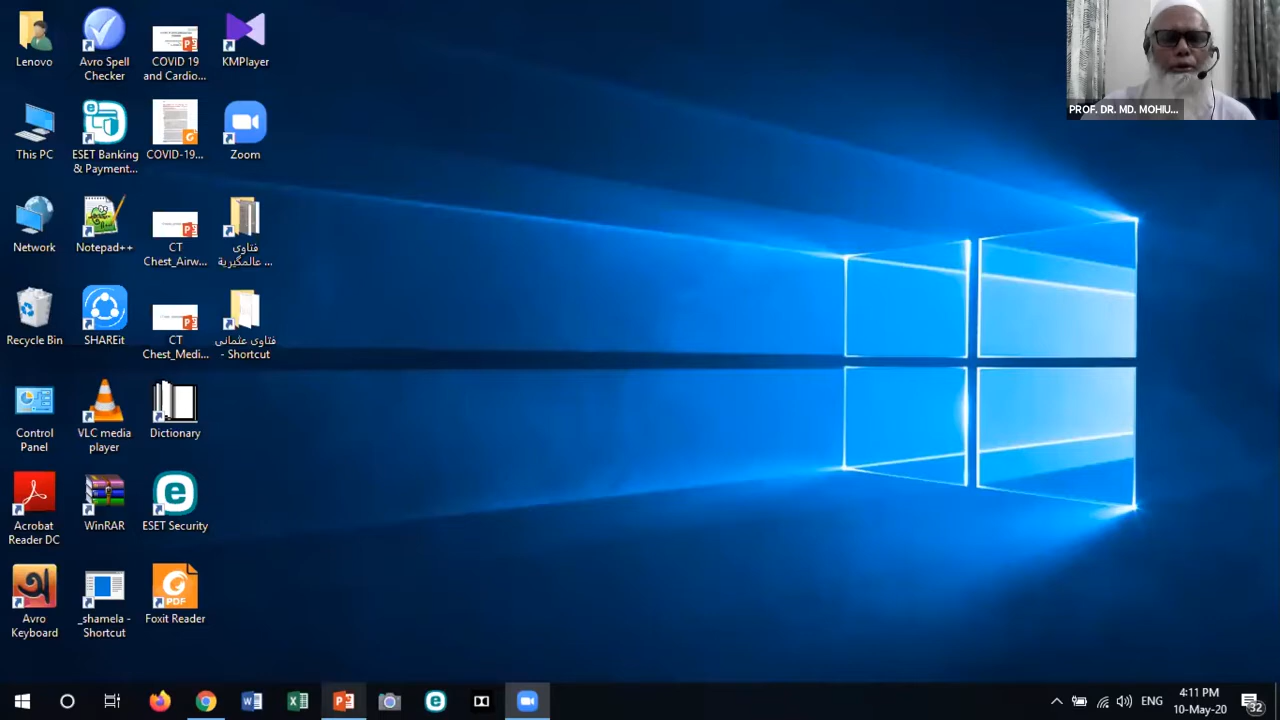 Lenovo
Avro Spell
Checker
COVID 19
and Cardio...
KMPlayer
PROF. DR. MD. MOHIU...
This PC
ESET Banking
& Payment...
COVID-19...
Zoom
Network
Notepad++
CT
Chest_Airw...
فتاوى
عالمگیریة ...
Recycle Bin
SHAREit
CT
Chest_Medi...
فتاوى عثمانى
- Shortcut
Control
Panel
VLC media
player
Dictionary
Acrobat
Reader DC
WinRAR
ESET Security
Avro
Keyboard
_shamela -
Shortcut
Foxit Reader
ENG
4:11 PM
10-May-20
32